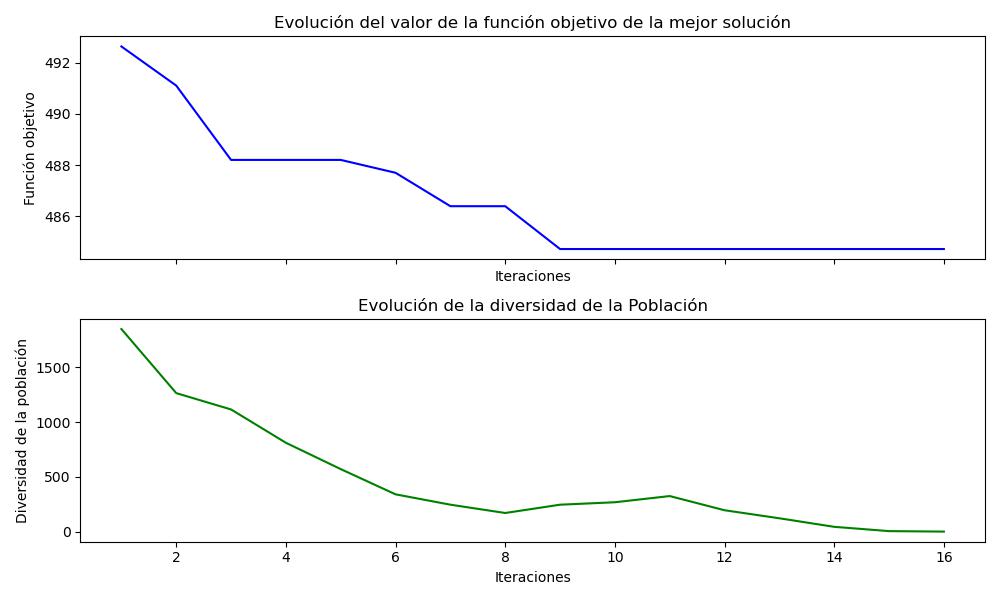 Evolución del valor de la función objetivo de la mejor solución
Función objetivo
492
490
488
486
Iteraciones
Evolución de la diversidad de la Población
Diversidad de la población
1500
1000
500
0
2 4 6 8 10 12 14 16
Iteraciones